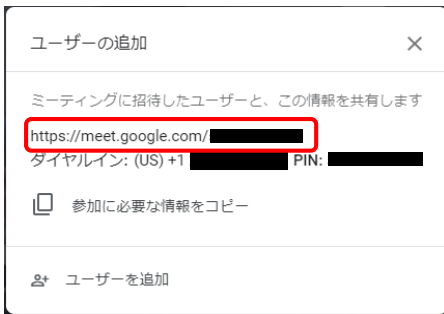 ユーザーの追加
ミーティングに招待したユーザーと、この情報を共有します
https://meet.google.com/
ダイヤルイン: (US) +1 PIN:
参加に必要な情報をコピー
ユーザーを追加